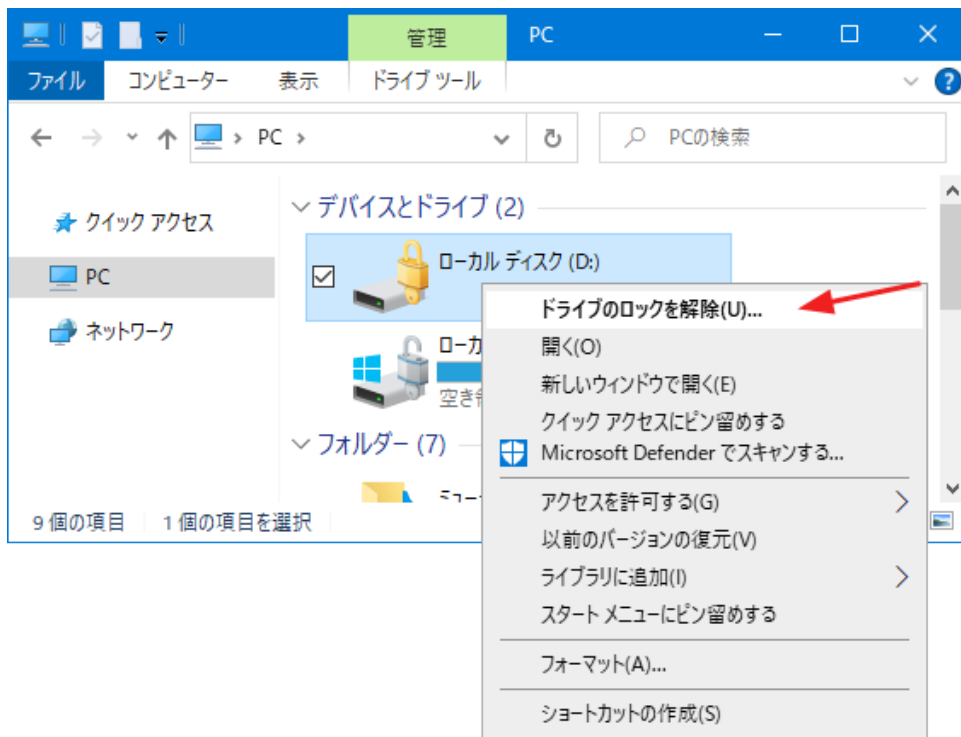 管理 PC
ファイル コンピューター 表示 ドライブ ツール
PC PCの検索
クイック アクセス
PC
ネットワーク
デバイスとドライブ (2)
ローカル ディスク (D:)
ローカ
空き
フォルダー (7)
ミュー
9 個の項目 1 個の項目を選択
ドライブのロックを解除(U)...
開く(O)
新しいウィンドウで開く(E)
クイック アクセスにピン留めする
Microsoft Defender でスキャンする...
アクセスを許可する(G)
以前のバージョンの復元(V)
ライブラリに追加(I)
スタート メニューにピン留めする
フォーマット(A)...
ショートカットの作成(S)